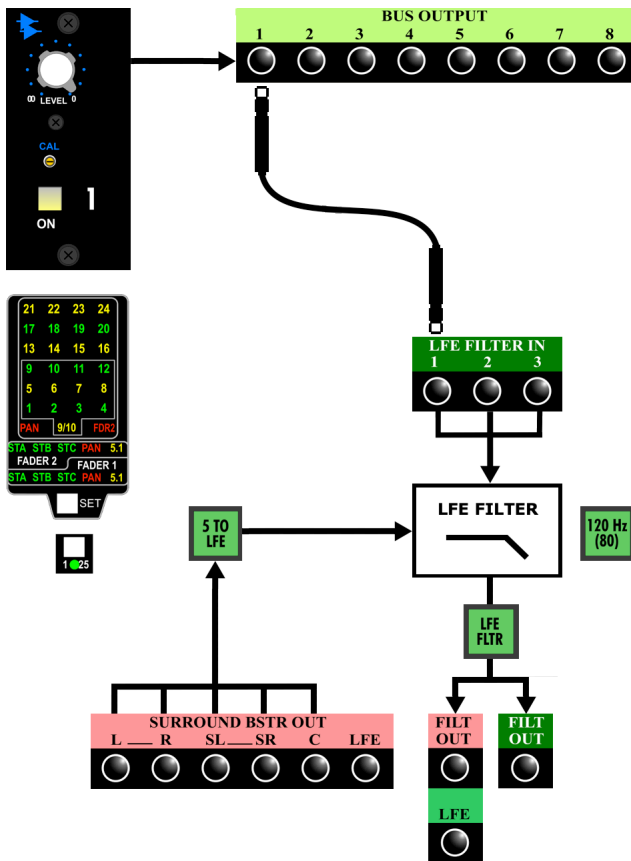 BUS OUTPUT
1 2 3 4 5 6 7 8
∞ LEVEL 0
CAL
1
ON
21 22 23 24
17 18 19 20
13 14 15 16
9 10 11 12
5 6 7 8
1 2 3 4
PAN 9/10 FDR2
STA STB STC PAN 5.1
FADER 2 FADER 1
STA STB STC PAN 5.1
SET
1 25
LFE FILTER IN
1 2 3
LFE FILTER
5 TO
LFE
120 Hz
(80)
LFE
FLTR
SURROUND BSTR OUT
L __ R SL __ SR C LFE
FILT
OUT
FILT
OUT
LFE